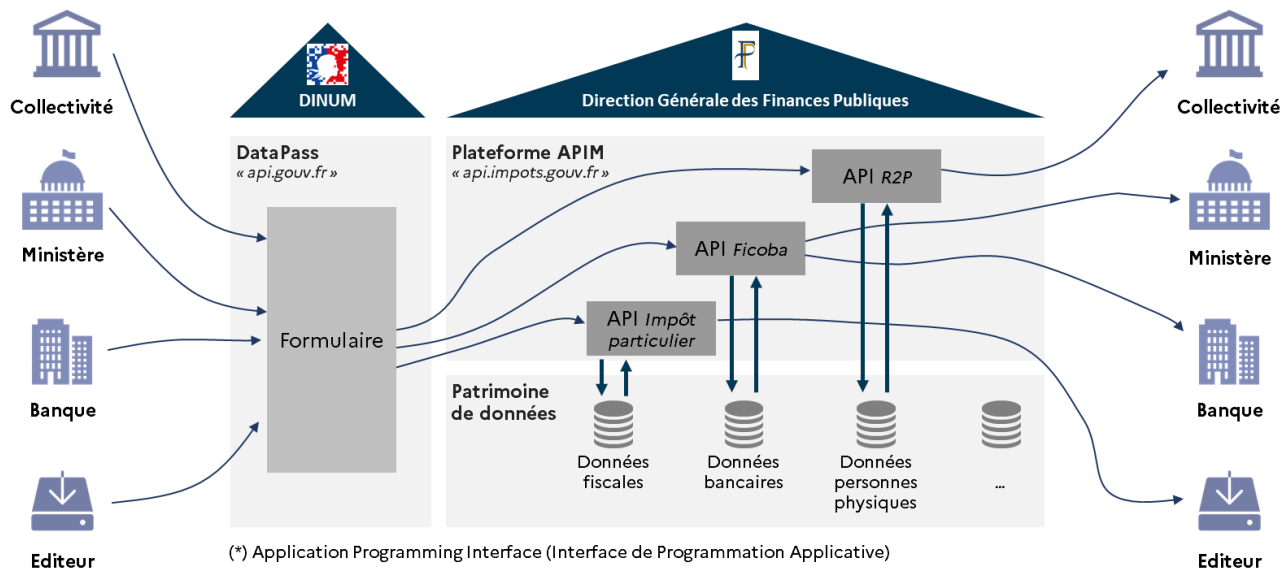 Collectivité
Ministère
Banque
Editeur
DINUM
DataPass
« api.gouv.fr »
Formulaire
Direction Générale des Finances Publiques
Plateforme APIM
« api.impots.gouv.fr »
API R2P
API Ficoba
API Impôt
particulier
Patrimoine
de données
Données
fiscales
Données
bancaires
Données
personnes
physiques
...
Collectivité
Ministère
Banque
Editeur
(*) Application Programming Interface (Interface de Programmation Applicative)